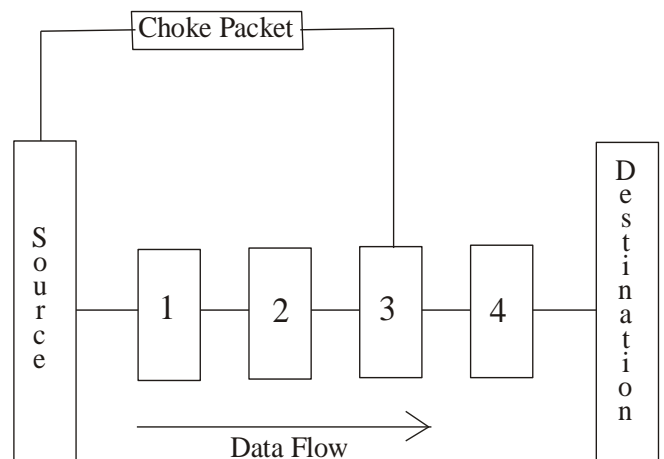 Choke Packet
Source
1
2
3
4
Destination
Data Flow